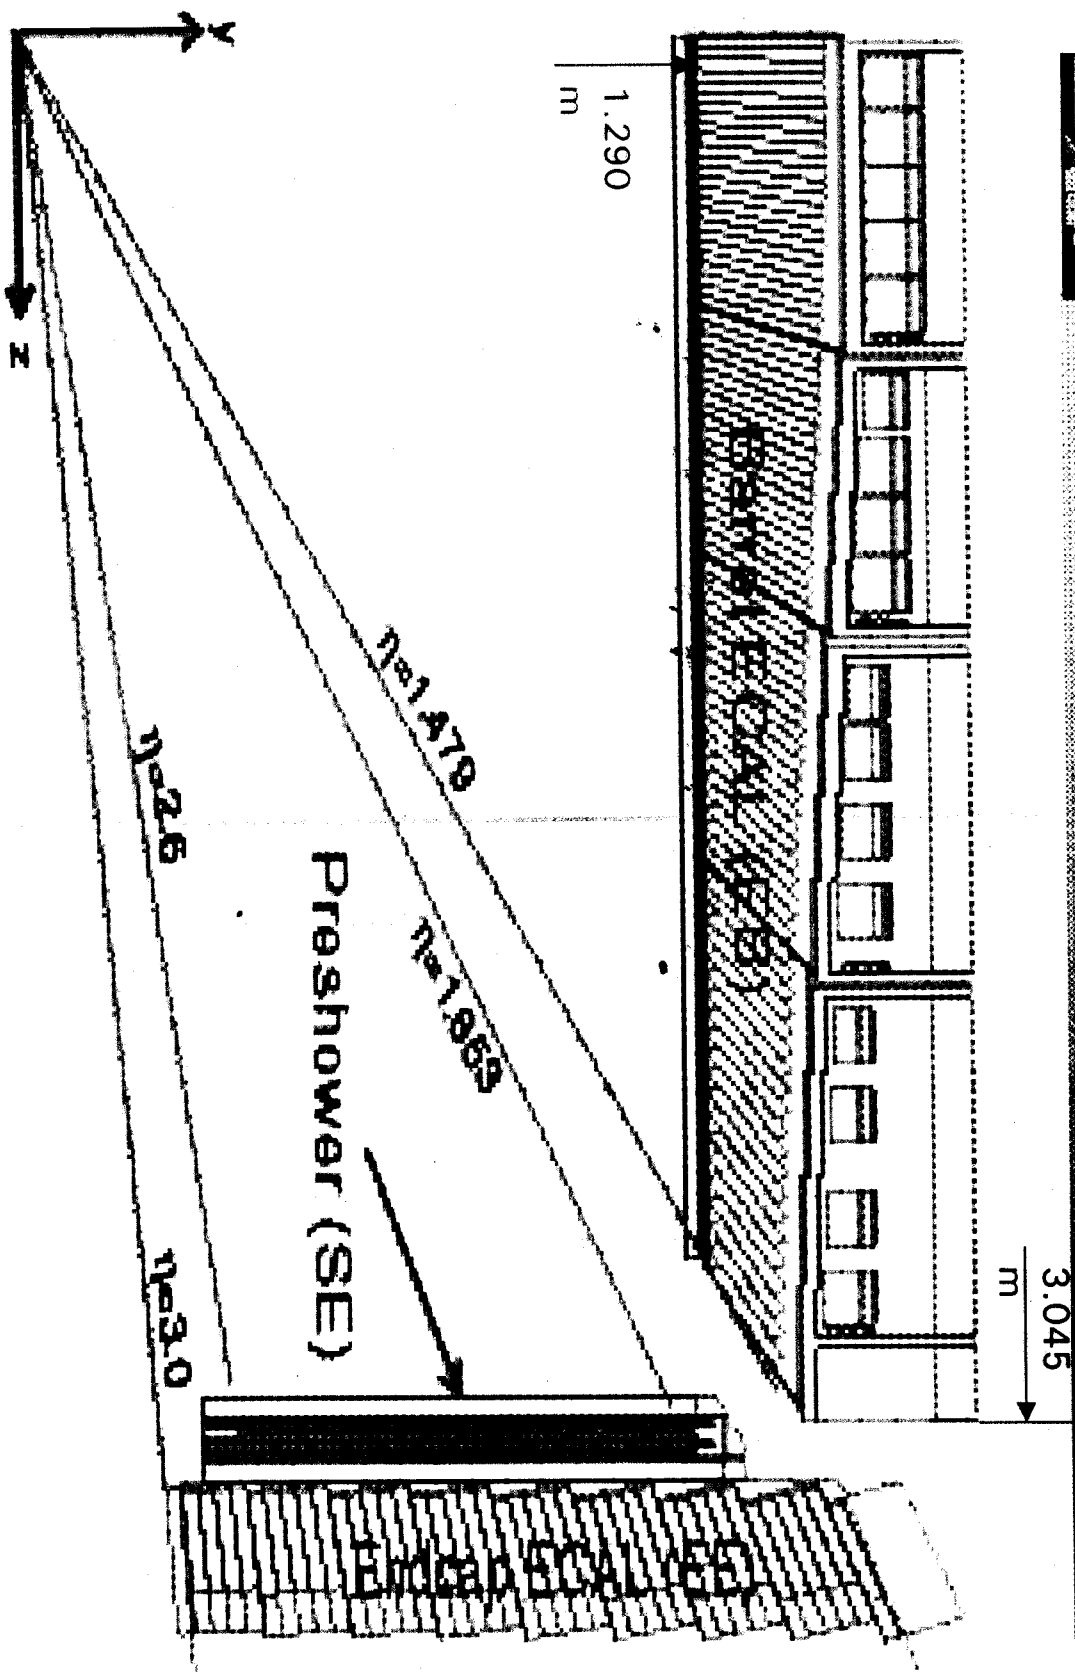 y
z
1.290
m
Barrel ECAL (EB)
η=1.479
η=1.653
η=2.6
η=3.0
Preshower (SE)
3.045
m
Endcap ECAL (EE)